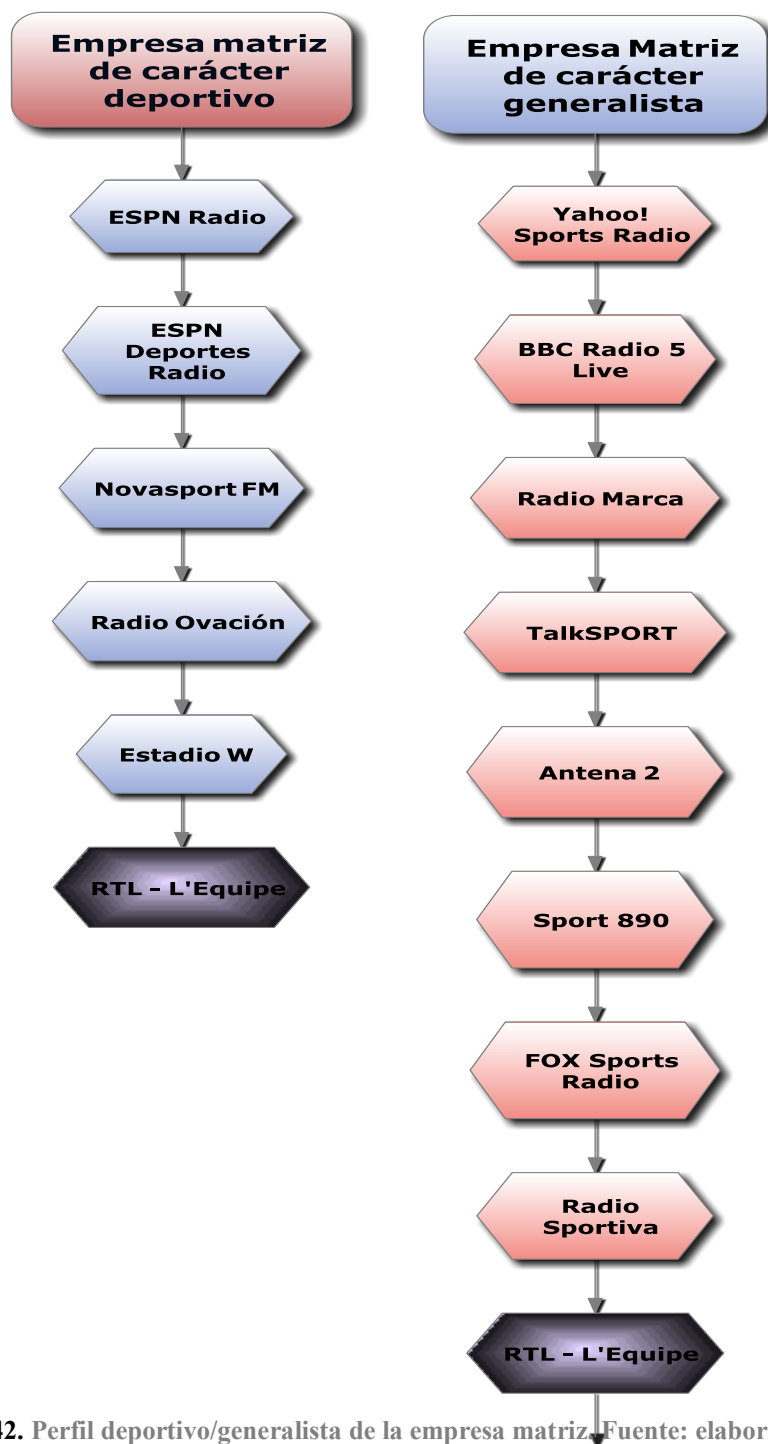 Empresa matriz
de carácter
deportivo
ESPN Radio
ESPN
Deportes
Radio
Novasport FM
Radio Ovación
Estadio W
RTL – L'Equipe
Empresa Matriz
de carácter
generalista
Yahoo!
Sports Radio
BBC Radio 5
Live
Radio Marca
TalkSPORT
Antena 2
Sport 890
FOX Sports
Radio
Radio
Sportiva
RTL – L'Equipe
42. Perfil deportivo/generalista de la empresa matriz. Fuente: elabor